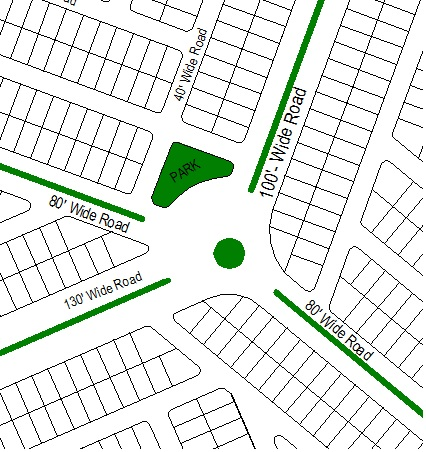 40' Wide Road
100'- Wide Road
PARK
80' Wide Road
130' Wide Road
80' Wide Road